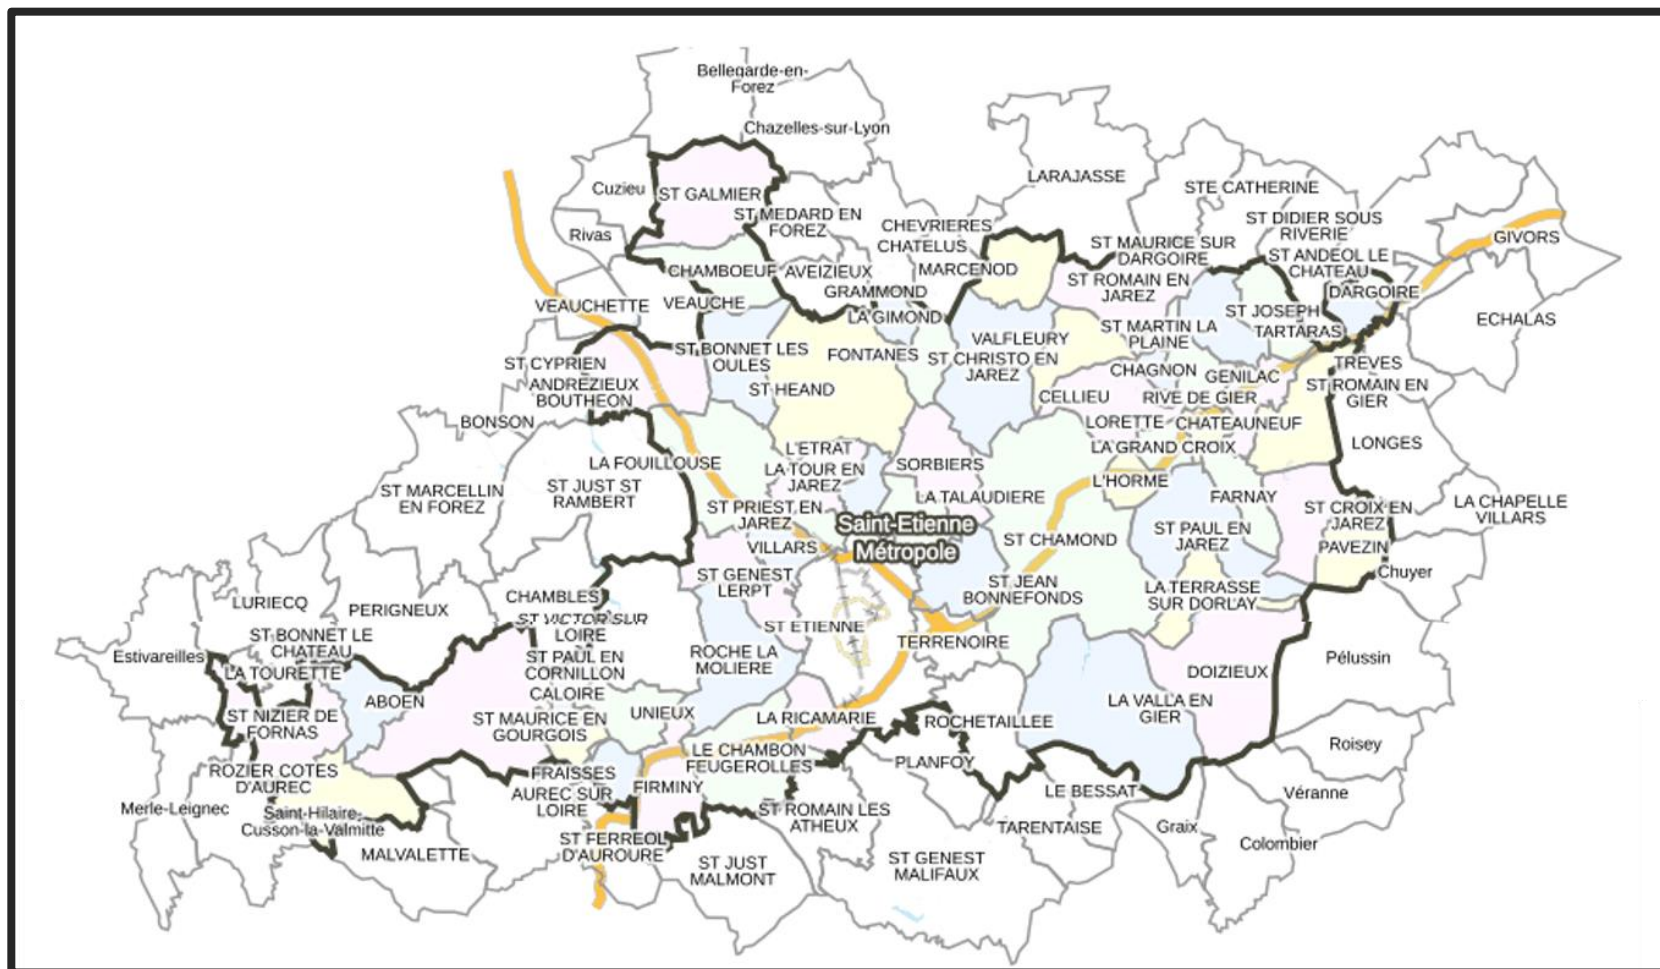 Bellegarde-en-
Forez
Chazelles-sur-Lyon
Cuzieu
ST GALMIER
LARAJASSE
STE CATHERINE
ST MEDARD EN
FOREZ
CHEVRIERES
CHATELUS
ST DIDIER SOUS
RIVERIE
Rivas
GIVORS
ST MAURICE SUR
DARGOIRE
ST ANDEOL LE
CHATEAU
CHAMBOEUF
AVEIZIEUX
MARCENOD
ST ROMAIN EN
JAREZ
DARGOIRE
GRAMMOND
VEAUCHETTE
VEAUCHE
LA GIMOND
ST JOSEPH
ECHALAS
ST MARTIN LA
PLAINE
TARTARAS
VALFLEURY
ST BONNET LES
OULES
FONTANES
ST CHRISTO EN
JAREZ
ST CYPRIEN
TREVES
CHAGNON
GENILAC
ANDREZIEUX
BOUTHEON
ST HEAND
ST ROMAIN EN
GIER
CELLIEU
RIVE DE GIER
BONSON
LORETTE
CHATEAUNEUF
LONGES
L'ETRAT
LA GRAND CROIX
LA FOUILLOUSE
LA TOUR EN
JAREZ
SORBIERS
L'HORME
ST MARCELLIN
EN FOREZ
ST JUST ST
RAMBERT
LA TALAUDIERE
FARNAY
LA CHAPELLE
VILLARS
ST PRIEST EN
JAREZ
ST CROIX EN
JAREZ
Saint-Etienne
Métropole
ST PAUL EN
JAREZ
ST CHAMOND
VILLARS
PAVEZIN
Chuyer
ST GENEST
LERPT
ST JEAN
BONNEFONDS
LA TERRASSE
SUR DORLAY
LURIECQ
PERIGNEUX
CHAMBLES
ST VICTOR SUR
LOIRE
ST ETIENNE
TERRENOIRE
ST BONNET LE
CHATEAU
Estivareilles
LA TOURETTE
ST PAUL EN
CORNILLON
ROCHE LA
MOLIERE
Pélussin
DOIZIEUX
CALOIRE
ABOEN
LA VALLA EN
GIER
ST NIZIER DE
FORNAS
ST MAURICE EN
GOURGOIS
UNIEUX
LA RICAMARIE
ROCHETAILLEE
Roisey
LE CHAMBON
FEUGEROLLES
PLANFOY
ROZIER COTES
D'AUREC
FRAISSES
FIRMINY
LE BESSAT
Véranne
AUREC SUR
LOIRE
Merle-Leignec
Saint-Hilaire-
Cusson-la-Valmitte
ST ROMAIN LES
ATHEUX
TARENTAISE
Graix
Colombier
MALVALETTE
ST FERREOL
D'AUROURE
ST JUST
MALMONT
ST GENEST
MALIFAUX